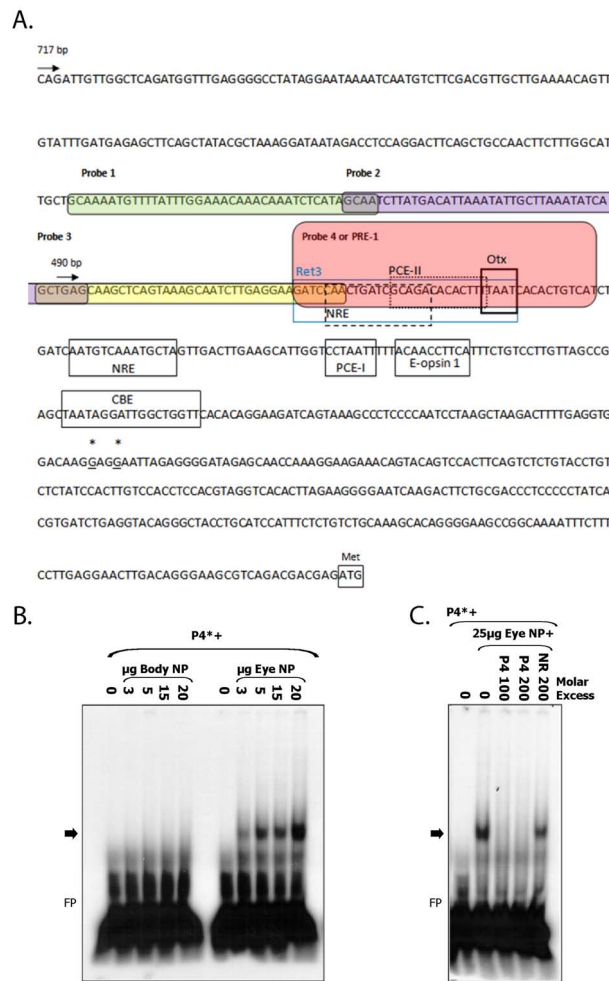 A.
717 bp
CAGATTGTTGGCTCAGATGGTTTGAGGGGCCTATAGGAATAAAATCAATGTCTTCGACGTTGCTTGAAAACAGTT
GTATTTGATGAGAGCTTCAGCTATACGCTAAAGGATAATAGACCTCCAGGACTTCAGCTGCCAACTTCTTTGGCAT
Probe 1 Probe 2
TGCTGCAAAATGTTTTATTTGGAAACAAACAAATCTCATAGCAATCTTATGACATTAAATATTGCTTAAATATCA
Probe 3 Probe 4 or PRE-1
490 bp Ret3 PCE-II Otx
GCTGAGCAAGCTCAGTAAAGCAATCTTGAGGAAGATCCAACTGATCGCAGACACACTTTTAATCACACTGTCATCT
NRE
GATCAATGTCAAATGCTAGTTGACTTGAAGCATTGGTCCTAATTTTTACAACCTTCATTTCTGTCCTTGTTAGCCG
NRE PCE-I E-opsin 1
AGCTAATAGGATTGGCTGGTTCACACAGGAAGATCAGTAAAGCCCTCCCCAATCCTAAGCTAAGACTTTTGAGGTG
CBE
* *
GACAAGGAGGAATTAGAGGGGATAGAGCAACCAAAGGAAGAAACAGTACAGTCCACTTCAGTCTCTGTACCTGT
CTCTATCCACTTGTCCACCTCCACGTAGGTCACACTTAGAAGGGGAATCAAGACTTCTGCGACCCTCCCCCTATCA
CGTGATCTGAGGTACAGGGCTACCTGCATCCATTTCTCTGTCTGCAAAGCACAGGGGAAGCCGGCAAAATTTCTTT
Met
CCTTGAGGAACTTGACAGGGAAGCGTCAGACGACGAGATG
B.
P4*+
µg Body NP µg Eye NP
0 3 5 15 20 0 3 5 15 20
FP
C.
P4*+
25µg Eye NP+
0 0 P4 100 P4 200 NR 200 Molar Excess
FP